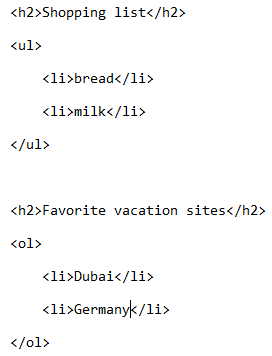 <h2>Shopping list</h2>
<ul>
<li>bread</li>
<li>milk</li>
</ul>
<h2>Favorite vacation sites</h2>
<ol>
<li>Dubai</li>
<li>Germany</li>
</ol>